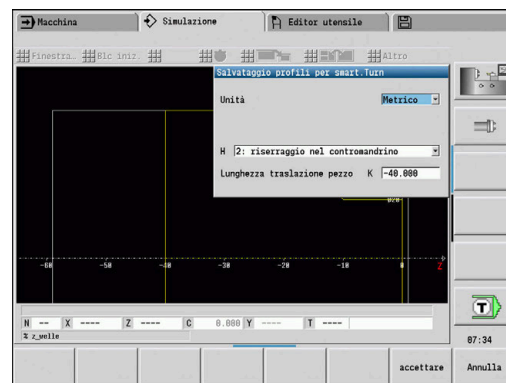 Macchina Simulazione Editor utensile
Finestra... Blc iniz. Altro
Salvataggio profili per smart.Turn
Unità Metrico
H 2: riserraggio nel contromandrino
Lunghezza traslazione pezzo K -40.000
ø20
-60 -50 -40 -30 -20 -10 0 Z
N -- X ---- Z ---- C 0.000 Y ---- T ----
% z_welle
T
07:34
accettare Annulla